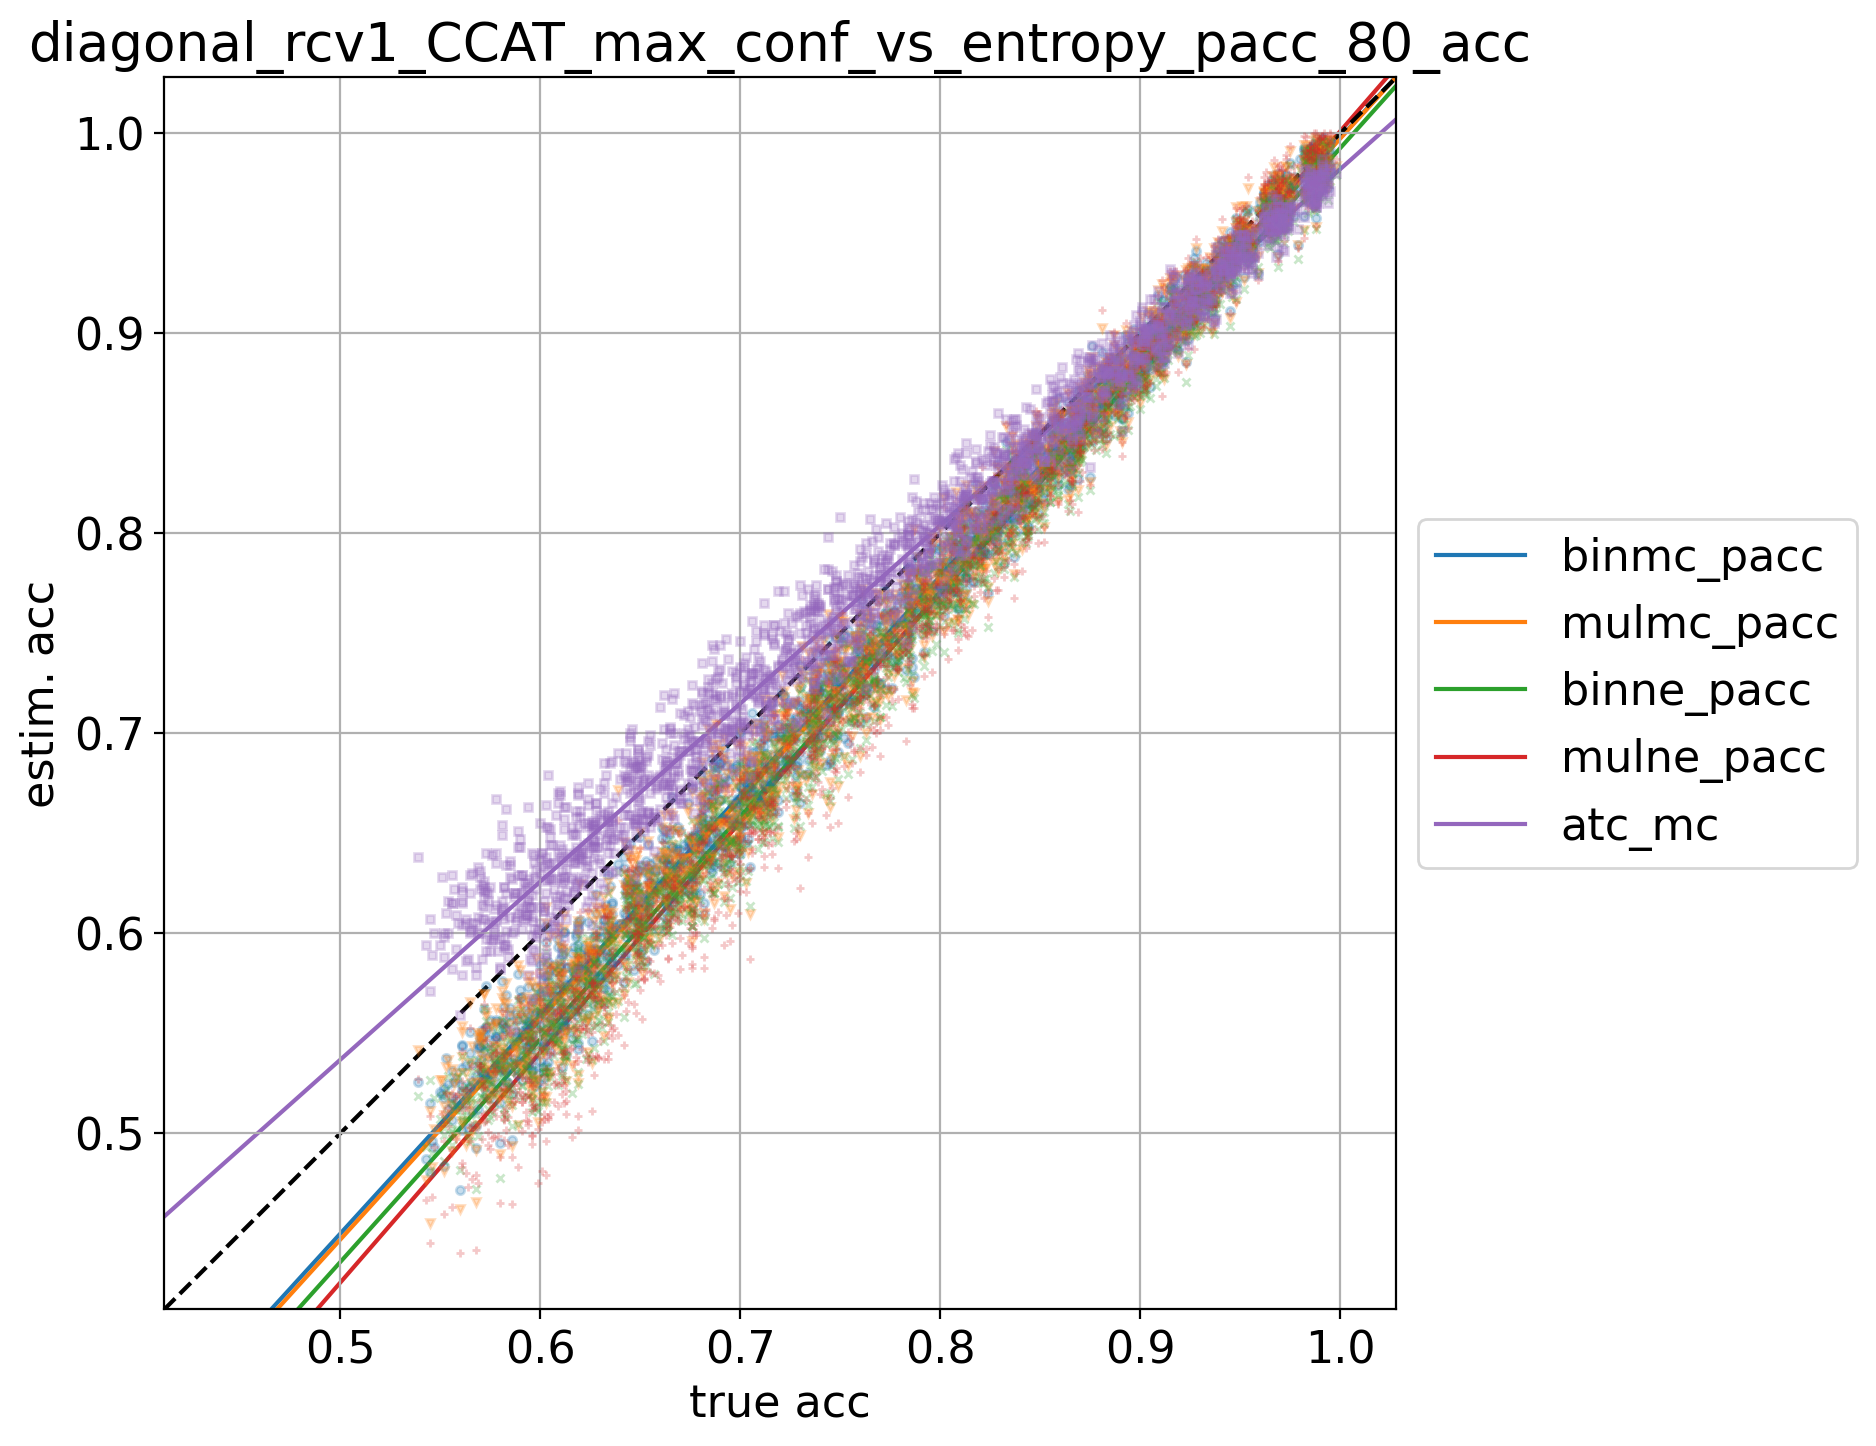 diagonal_rcv1_CCAT_max_conf_vs_entropy_pacc_80_acc
estim. acc
1.0
0.9
0.8
0.7
0.6
0.5
0.5 0.6 0.7 0.8 0.9 1.0
true acc
binmc_pacc
mulmc_pacc
binne_pacc
mulne_pacc
atc_mc